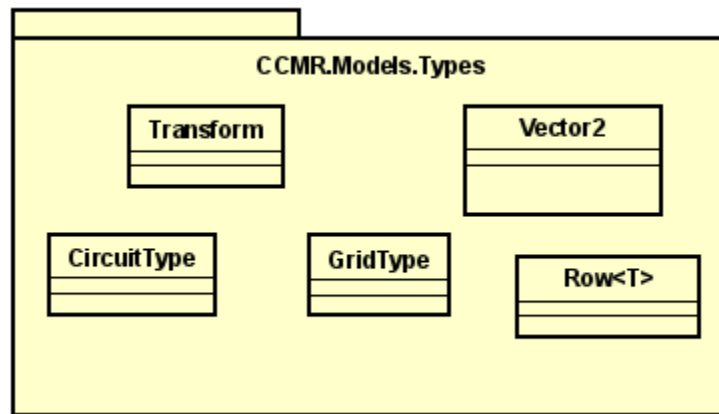 CCMR.Models.Types
Transform
Vector2
CircuitType
GridType
Row<T>